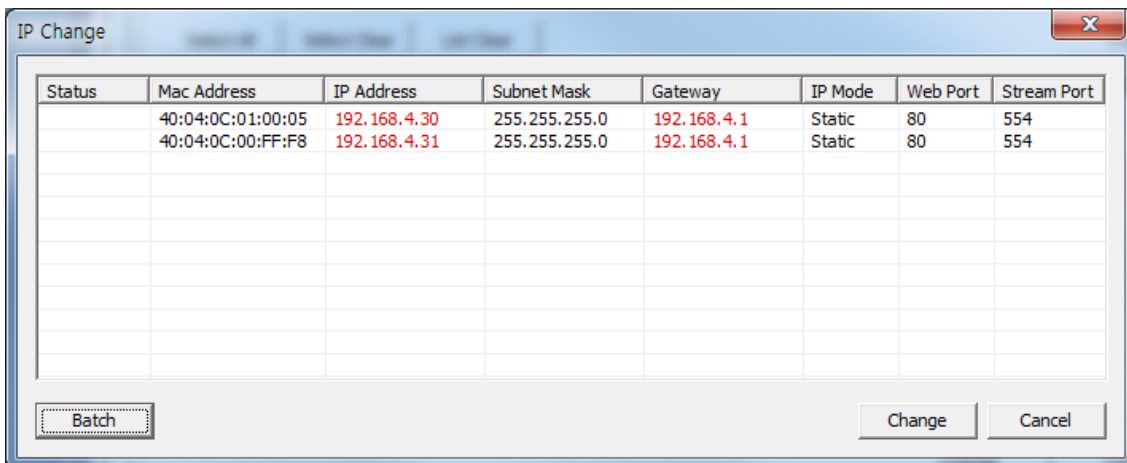 IP Change
Status Mac Address IP Address Subnet Mask Gateway IP Mode Web Port Stream Port
40:04:0C:01:00:05 192.168.4.30 255.255.255.0 192.168.4.1 Static 80 554
40:04:0C:00:FF:F8 192.168.4.31 255.255.255.0 192.168.4.1 Static 80 554
Batch Change Cancel